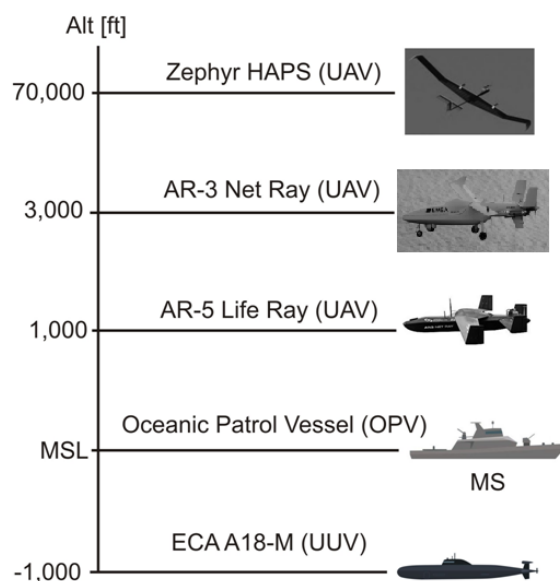 Alt [ft]
Zephyr HAPS (UAV)
70,000
AR-3 Net Ray (UAV)
3,000
AR-5 Life Ray (UAV)
1,000
Oceanic Patrol Vessel (OPV)
MSL
MS
ECA A18-M (UUV)
-1,000